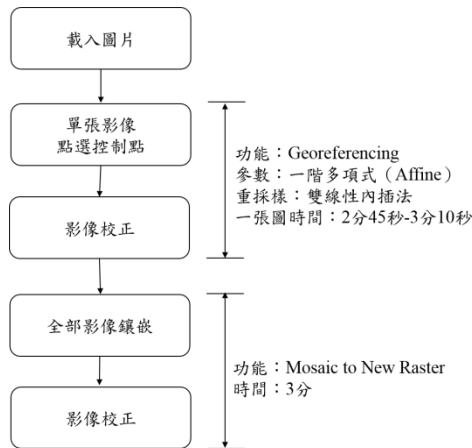 載入圖片
單張影像
點選控制點
影像校正
功能：Georeferencing
參數：一階多項式（Affine）
重採樣：雙線性內插法
一張圖時間：2分45秒-3分10秒
全部影像鑲嵌
影像校正
功能：Mosaic to New Raster
時間：3分